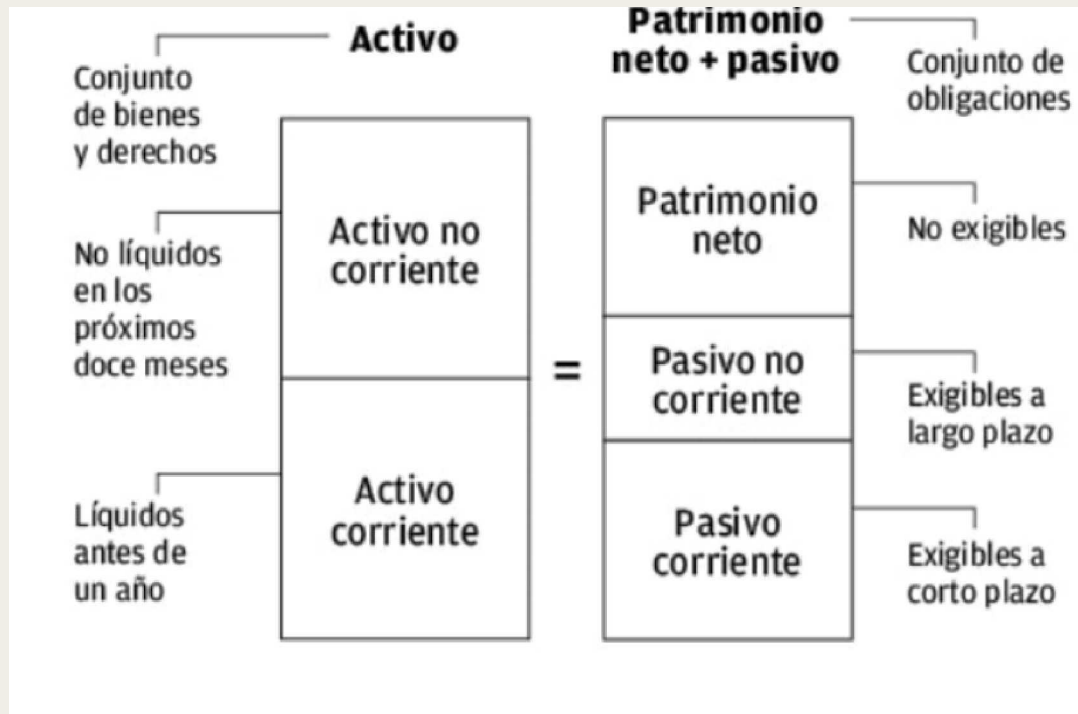 Activo
Conjunto
de bienes
y derechos
No líquidos
en los
próximos
doce meses
Líquidos
antes de
un año
Activo no
corriente
Activo
corriente
=
Patrimonio
neto + pasivo
Patrimonio
neto
Pasivo no
corriente
Pasivo
corriente
Conjunto de
obligaciones
No exigibles
Exigibles a
largo plazo
Exigibles a
corto plazo